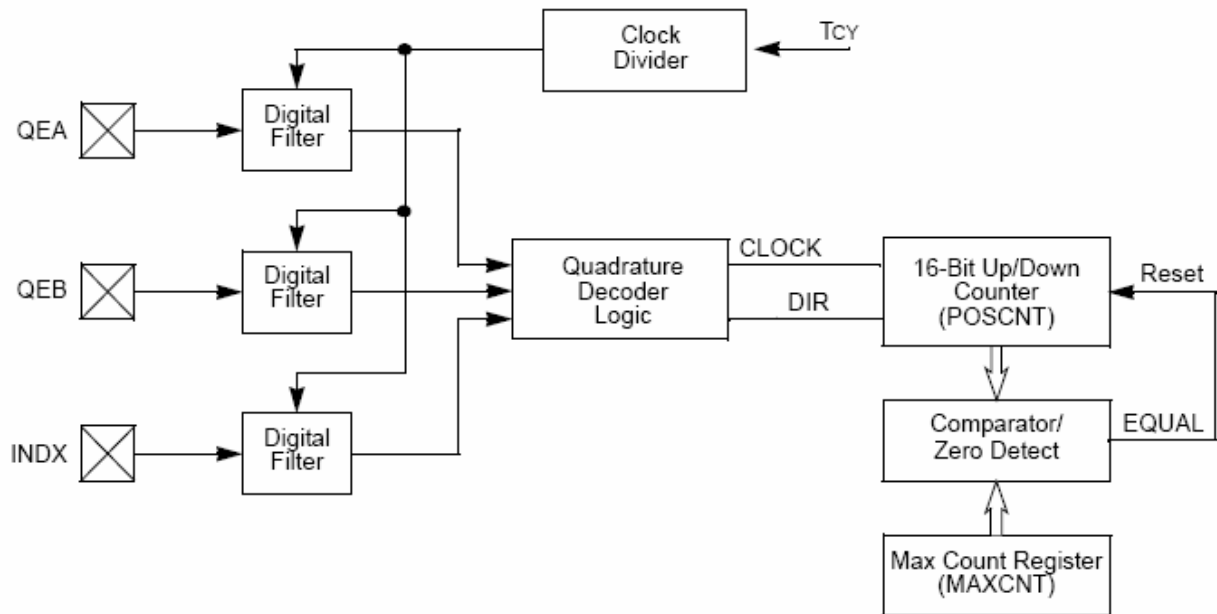 Clock
Divider
TCY
QEA
Digital
Filter
QEB
Digital
Filter
Quadrature
Decoder
Logic
CLOCK
DIR
16-Bit Up/Down
Counter
(POSCNT)
Reset
INDX
Digital
Filter
Comparator/
Zero Detect
EQUAL
Max Count Register
(MAXCNT)